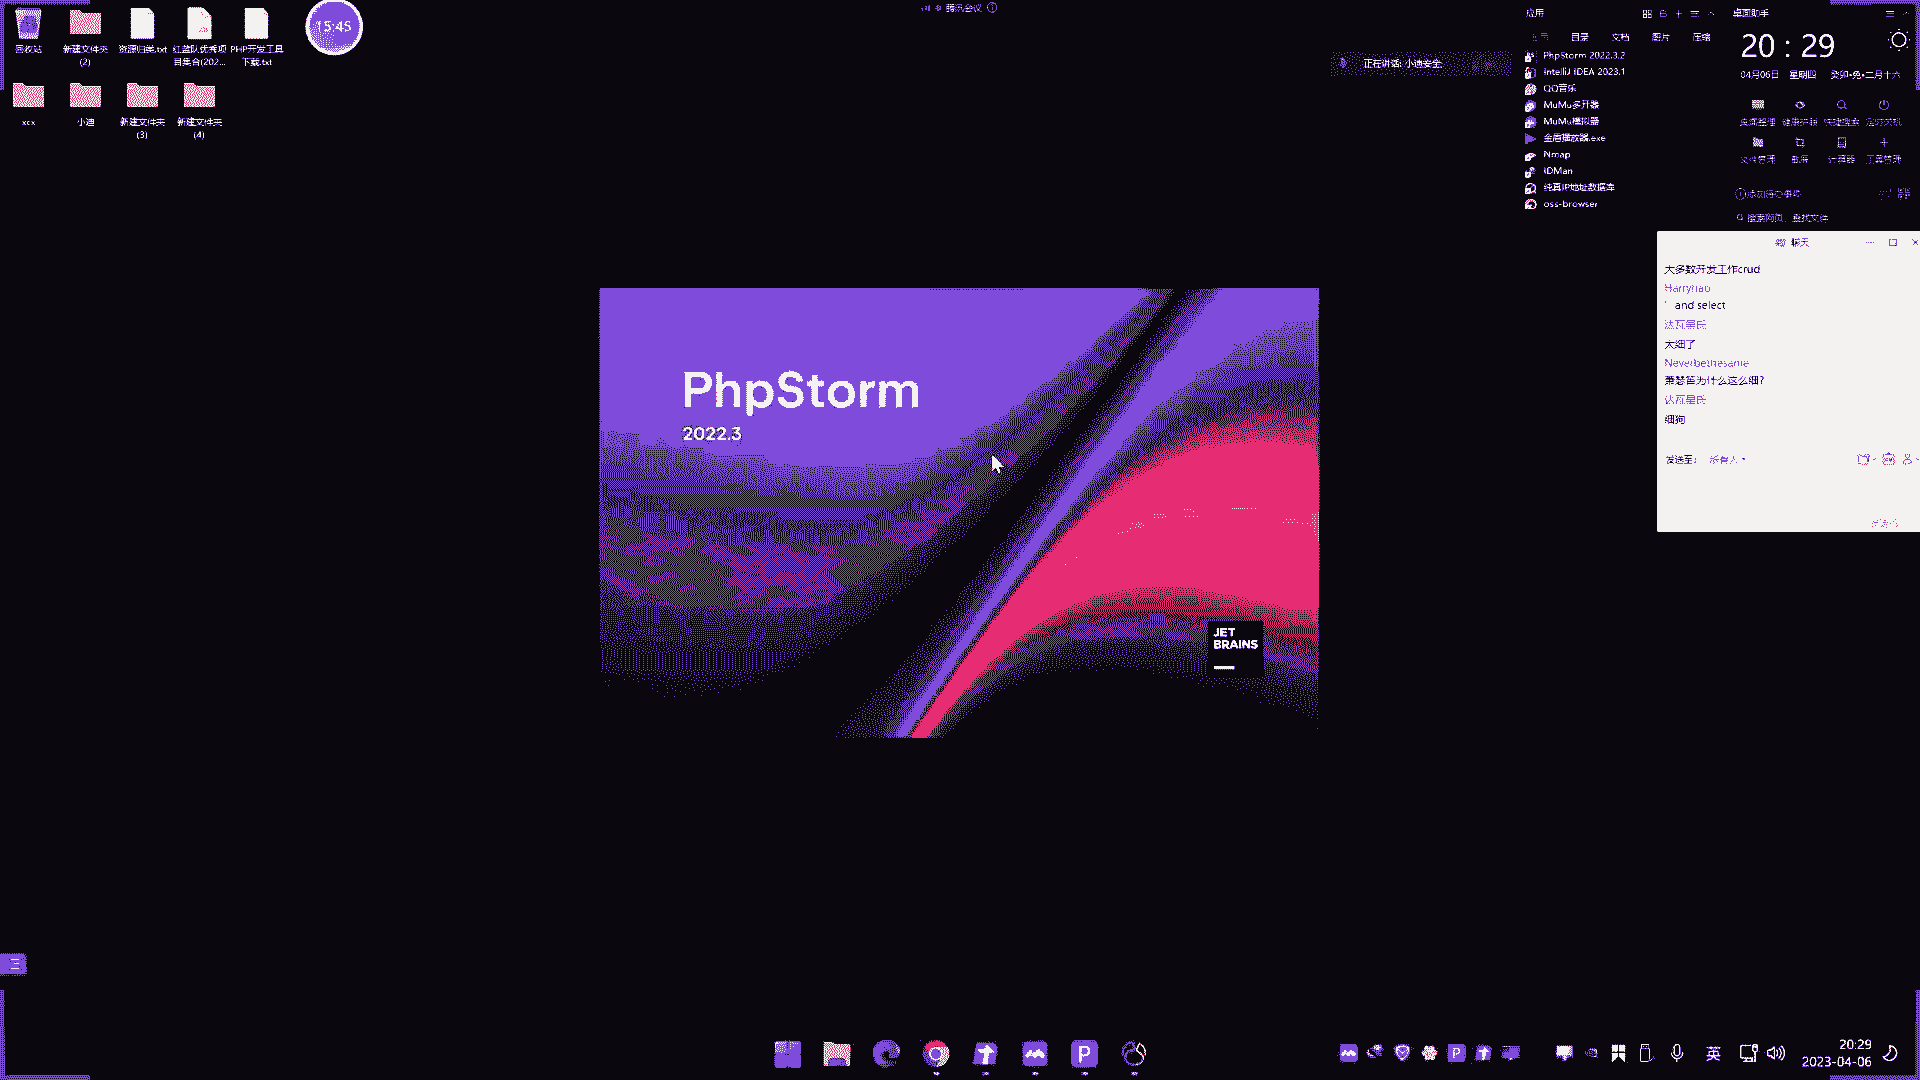 回收站
新建文件夹
(2)
资源归类.txt
红蓝队优秀项
目集合(202...
PHP开发工具
下载.txt
15:45
xcx
小迪
新建文件夹
(3)
新建文件夹
(4)
腾讯会议
正在讲话: 小迪安全
应用
目录
文档
图片
压缩
PhpStorm 2022.3.2
IntelliJ IDEA 2023.1
QQ音乐
MuMu多开器
MuMu模拟器
金盾播放器.exe
Nmap
IDMan
纯真IP地址数据库
oss-browser
桌面助手
20 : 29
04月06日 星期四 癸卯•兔•二月十六
聊天
大多数开发工作crud
Harryhao
' and select
达瓦里氏
太细了
Neverbethesame
萧瑟笛为什么这么细?
达瓦里氏
细狗
发送至:
所有人
PhpStorm
2022.3
JET
BRAINS
英
20:29
2023-04-06